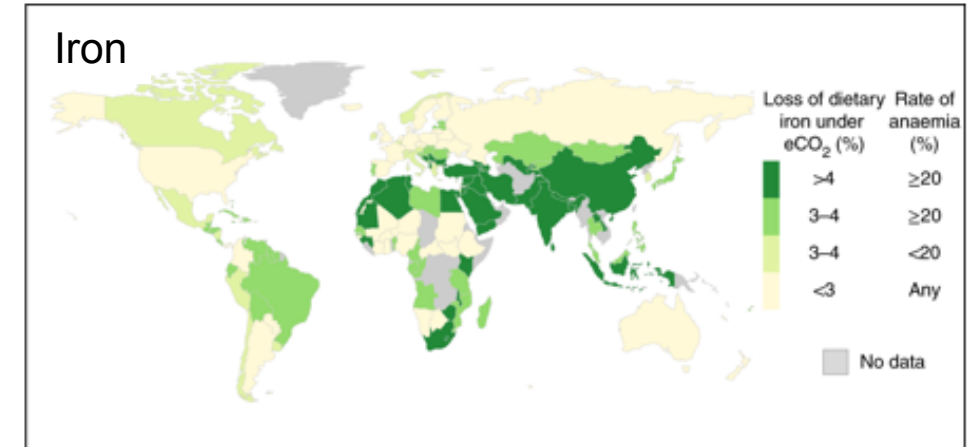 Iron
Loss of dietary Rate of
iron under anaemia
eCO₂ (%) (%)
>4 ≥20
3–4 ≥20
3–4 <20
<3 Any
No data